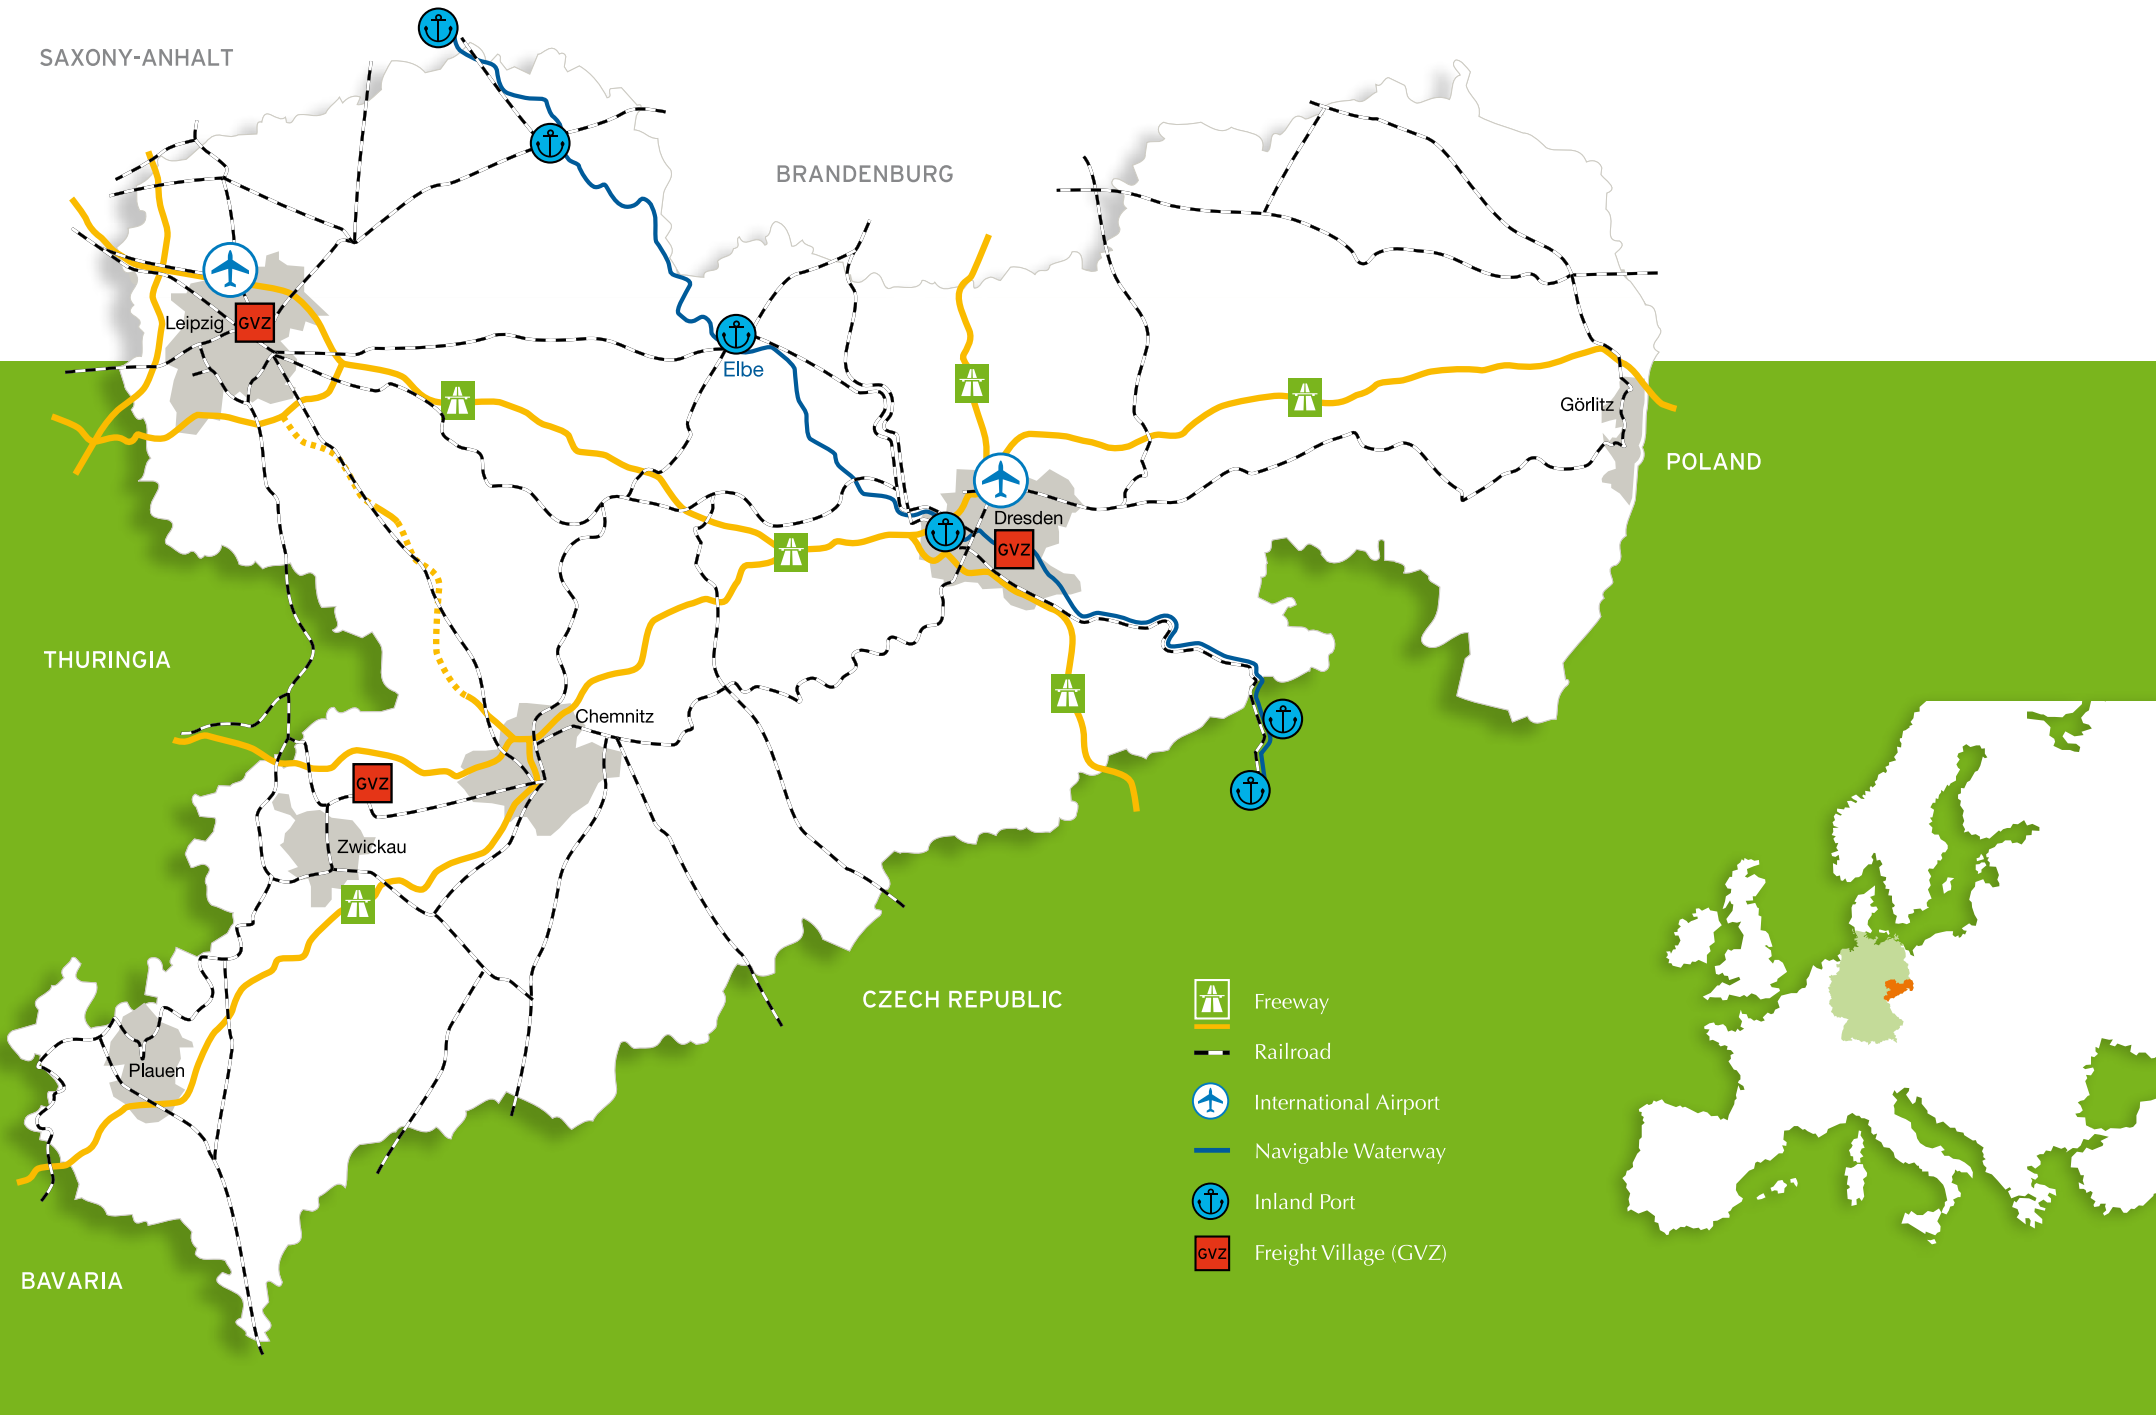 SAXONY-ANHALT
BRANDENBURG
Leipzig
GVZ
Elbe
Görlitz
POLAND
Dresden
GVZ
THURINGIA
Chemnitz
GVZ
Zwickau
CZECH REPUBLIC
Plauen
BAVARIA
Freeway
Railroad
International Airport
Navigable Waterway
Inland Port
GVZ
Freight Village (GVZ)